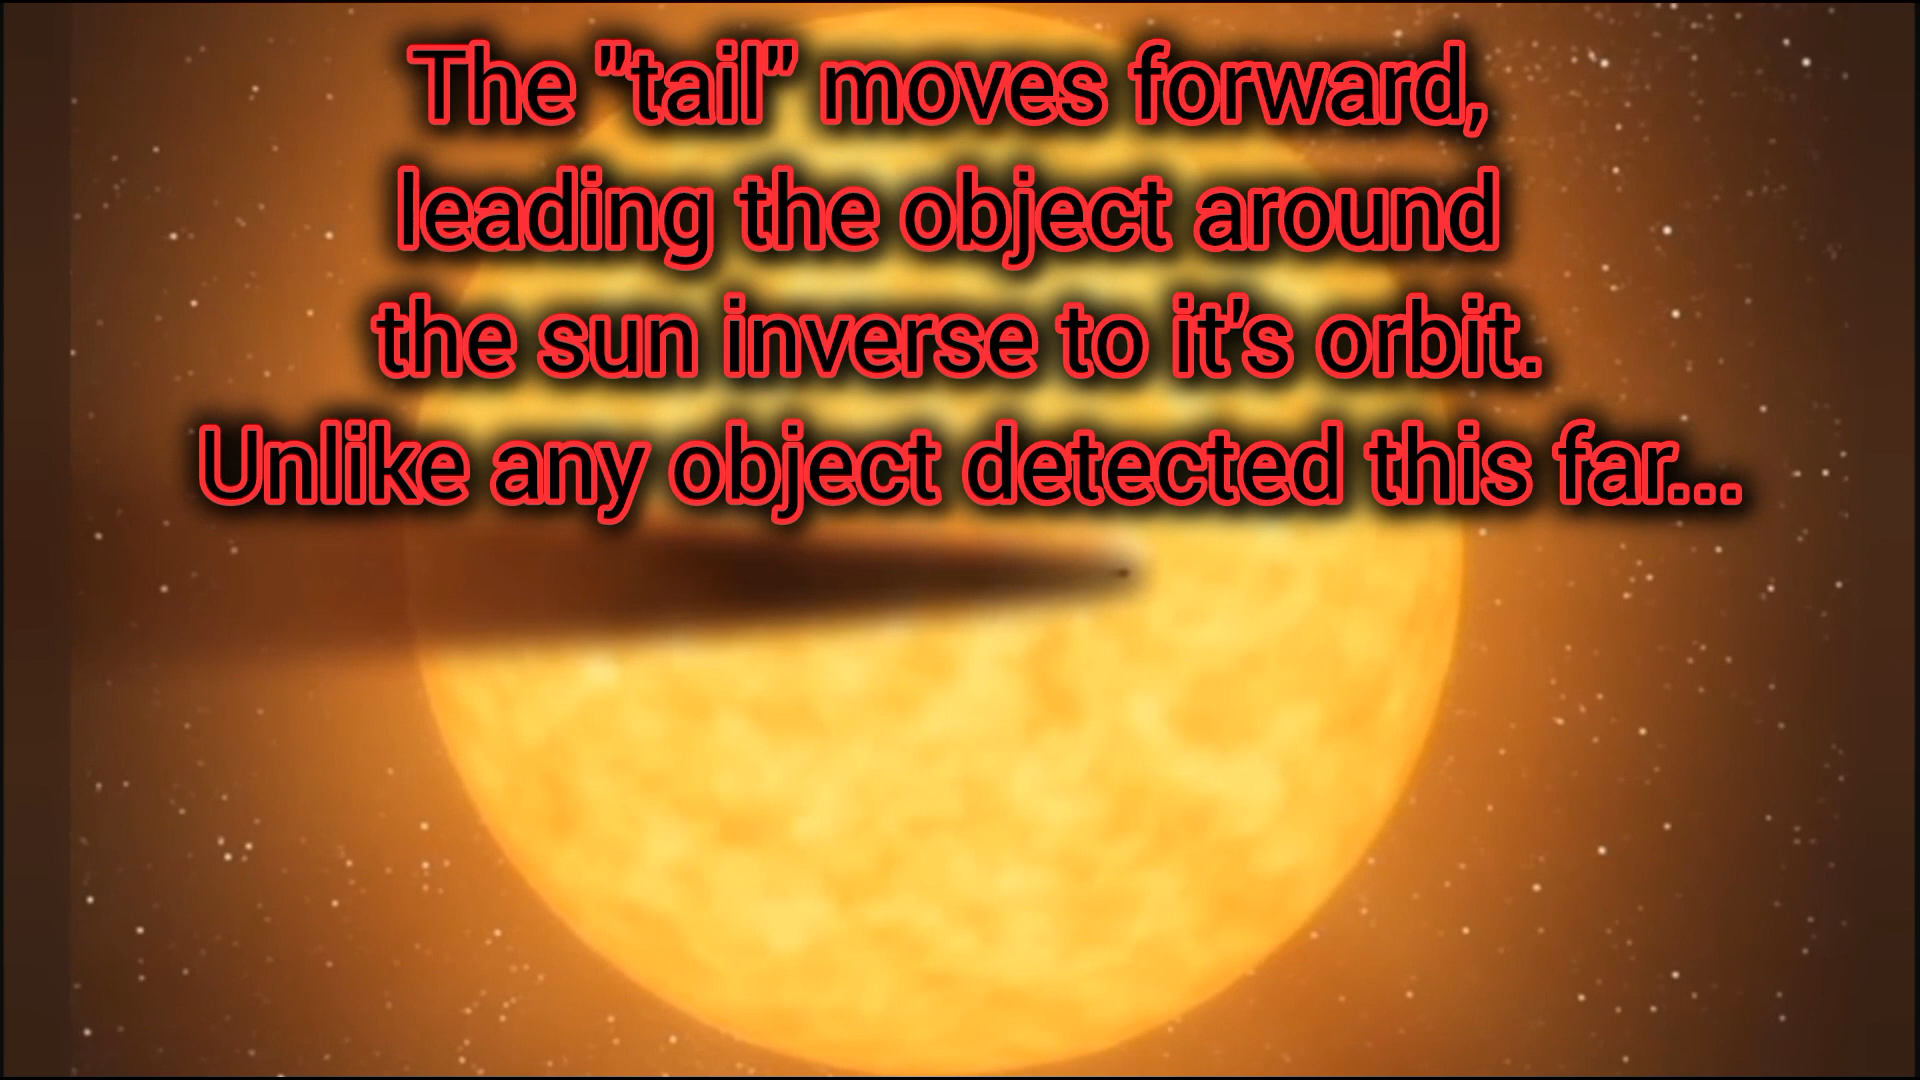 The "tail" moves forward,
leading the object around
the sun inverse to it's orbit.
Unlike any object detected this far...